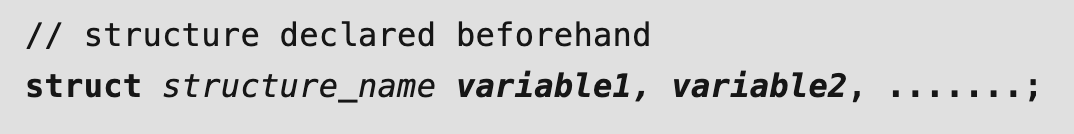 // structure declared beforehand
struct structure_name variable1, variable2, .......;